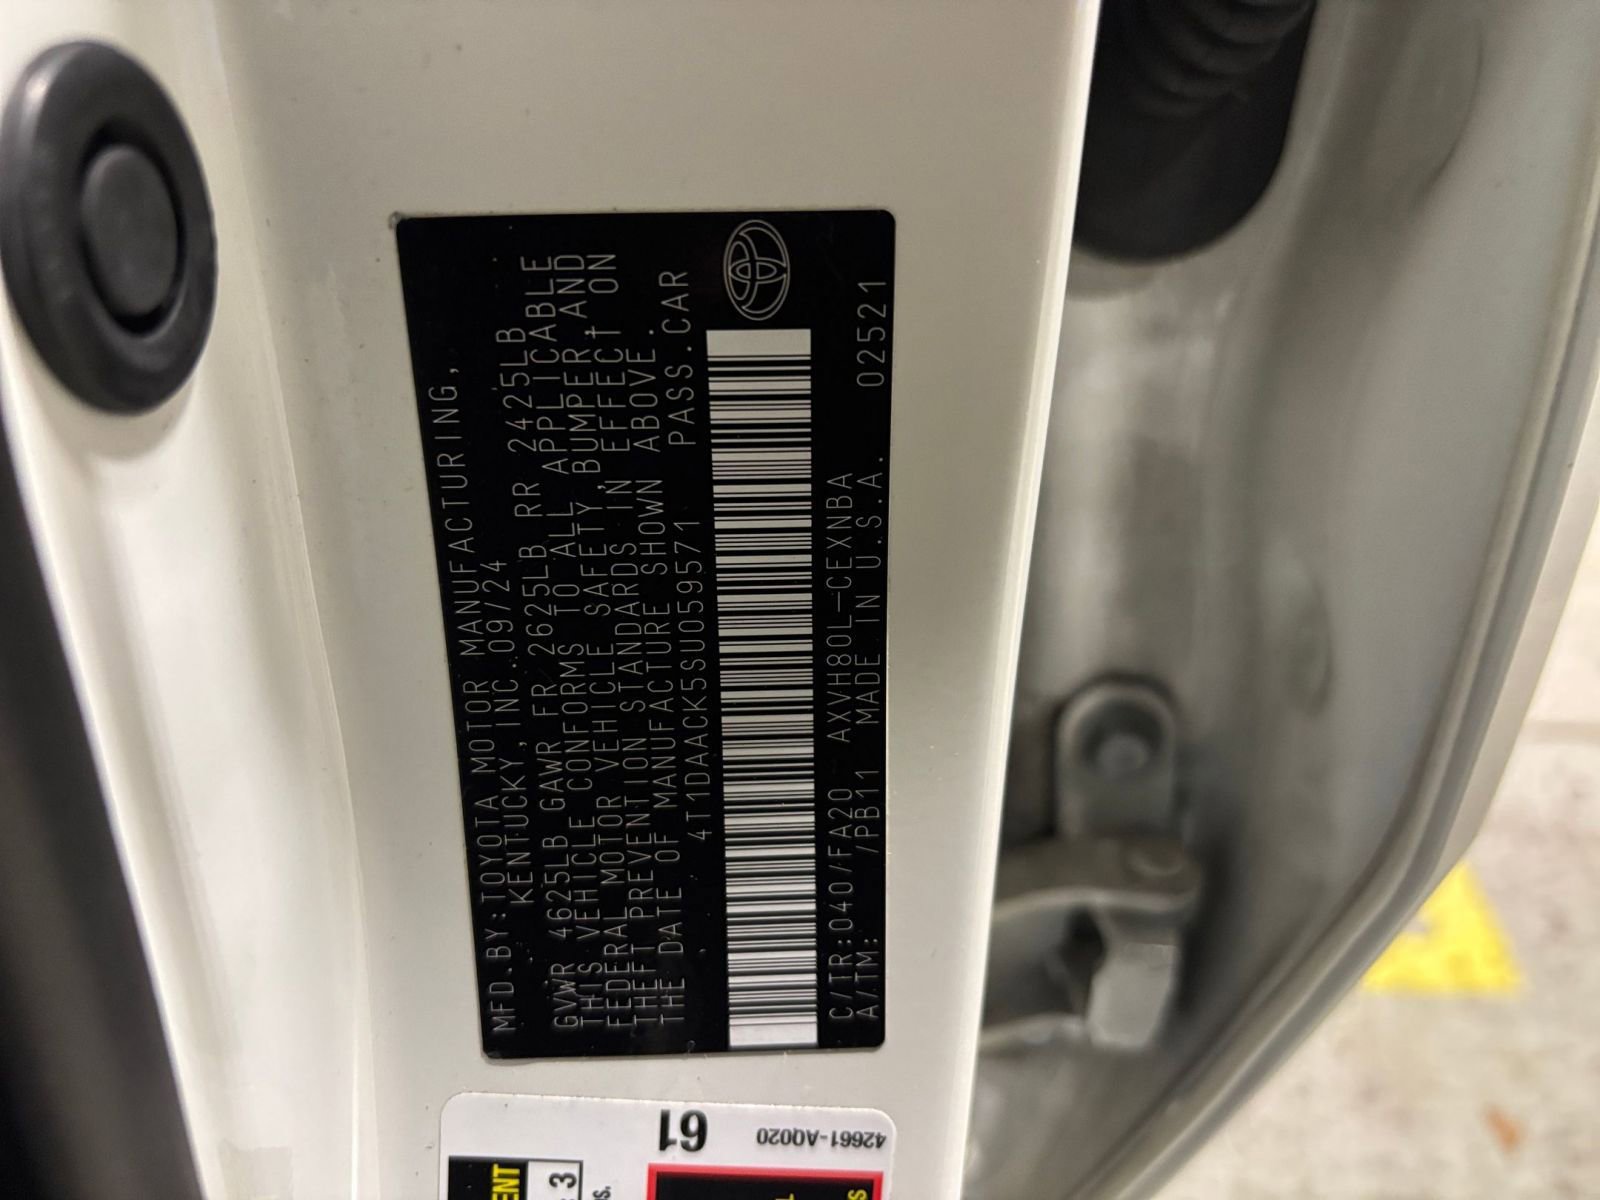 MFD.BY:TOYOTA MOTOR MANUFACTURING,
KENTUCKY,INC.09/24
GVWR 4625LB GAWR FR 2625LB RR 2425LB
THIS VEHICLE CONFORMS TO ALL APPLICABLE
FEDERAL MOTOR VEHICLE SAFETY,BUMPER,AND
THEFT PREVENTION STANDARDS IN EFFECT ON
THE DATE OF MANUFACTURE SHOWN ABOVE.
4T1DAACK5SU059571 PASS.CAR
C/TR:040/FA20 AXVH80L-CEXNBA 02521
A/TM: /PB11 MADE IN U.S.A.
42661-AQ020
61
3